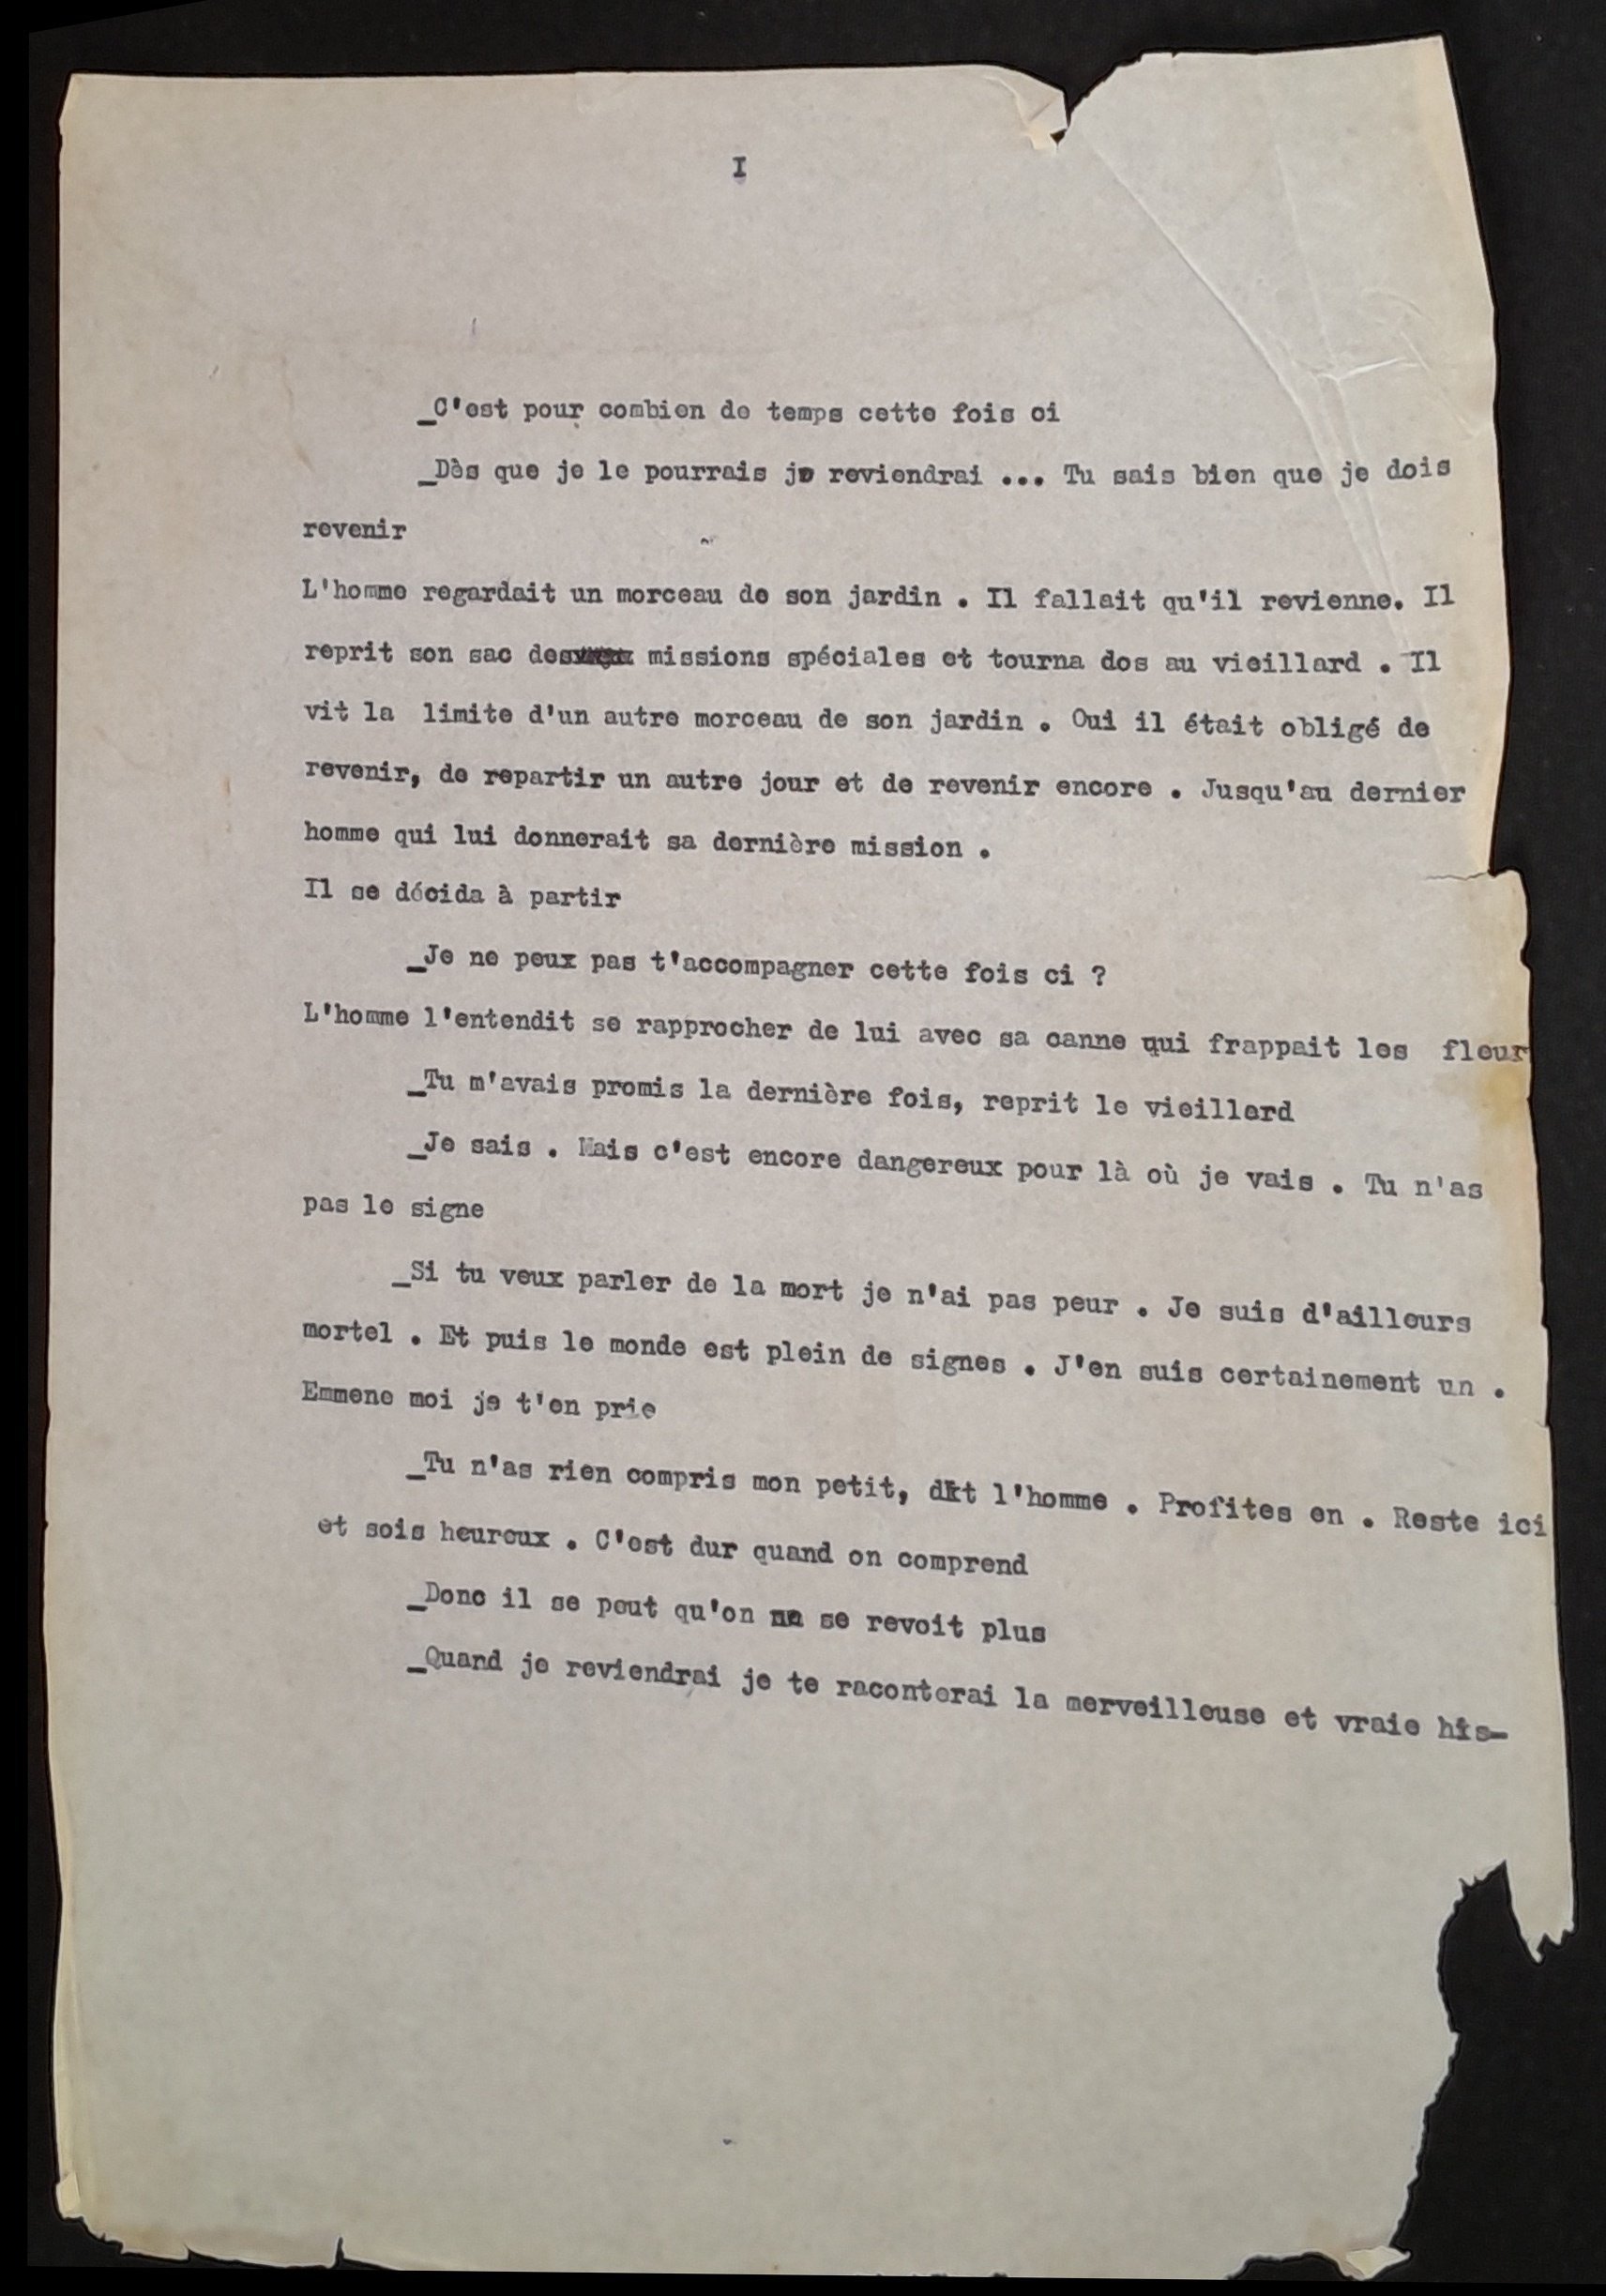 I
_C'est pour combien de temps cette fois ci
_Dès que je le pourrais je reviendrai ... Tu sais bien que je dois
revenir
L'homme regardait un morceau de son jardin . Il fallait qu'il revienne. Il
reprit son sac des missions spéciales et tourna dos au vieillard . Il
vit la limite d'un autre morceau de son jardin . Oui il était obligé de
revenir, de repartir un autre jour et de revenir encore . Jusqu'au dernier
homme qui lui donnerait sa dernière mission .
Il se décida à partir
_Je ne peux pas t'accompagner cette fois ci ?
L'homme l'entendit se rapprocher de lui avec sa canne qui frappait les fleur
_Tu m'avais promis la dernière fois, reprit le vieillard
_Je sais . Mais c'est encore dangereux pour là où je vais . Tu n'as
pas le signe
_Si tu veux parler de la mort je n'ai pas peur . Je suis d'ailleurs
mortel . Et puis le monde est plein de signes . J'en suis certainement un .
Emmene moi je t'en prie
_Tu n'as rien compris mon petit, dit l'homme . Profites en . Reste ici
et sois heureux . C'est dur quand on comprend
_Donc il se peut qu'on ne se revoit plus
_Quand je reviendrai je te raconterai la merveilleuse et vraie his-